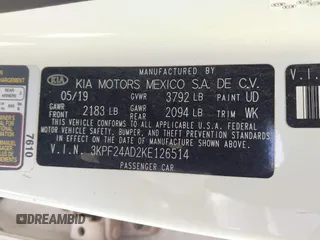 KIA KIA MOTORS MEXICO S.A. DE C.V.
05/19 GVWR 3792 LB PAINT UD
GAWR FRONT 2183 LB GAWR REAR 2094 LB TRIM WK
MANUFACTURED BY
THIS VEHICLE CONFORMS TO ALL APPLICABLE U.S. FEDERAL
MOTOR VEHICLE SAFETY, BUMPER, AND THEFT PREVENTION
STANDARDS IN EFFECT ON THE DATE OF MANUFACTURE SHOWN ABOVE
V.I.N. 3KPF24AD2KE126514
PASSENGER CAR
7610
V.I.
DREAMBID